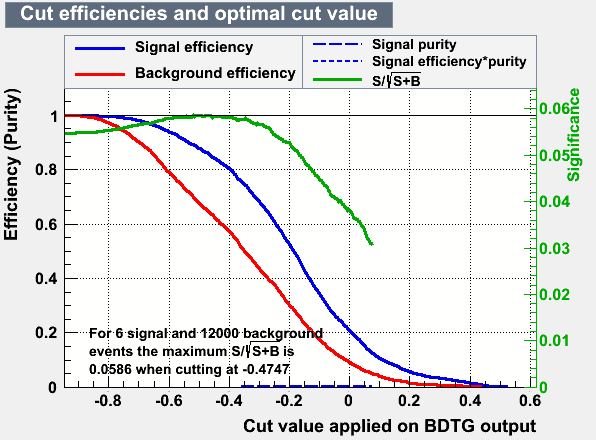 Cut efficiencies and optimal cut value
Signal efficiency
Background efficiency
Signal purity
Signal efficiency*purity
S/√S+B
Efficiency (Purity)
1
0.8
0.6
0.4
0.2
0
0.06
0.05
0.04
0.03
0.02
0.01
0
Significance
For 6 signal and 12000 background
events the maximum S/√S+B is
0.0586 when cutting at -0.4747
-0.8 -0.6 -0.4 -0.2 0 0.2 0.4 0.6
Cut value applied on BDTG output